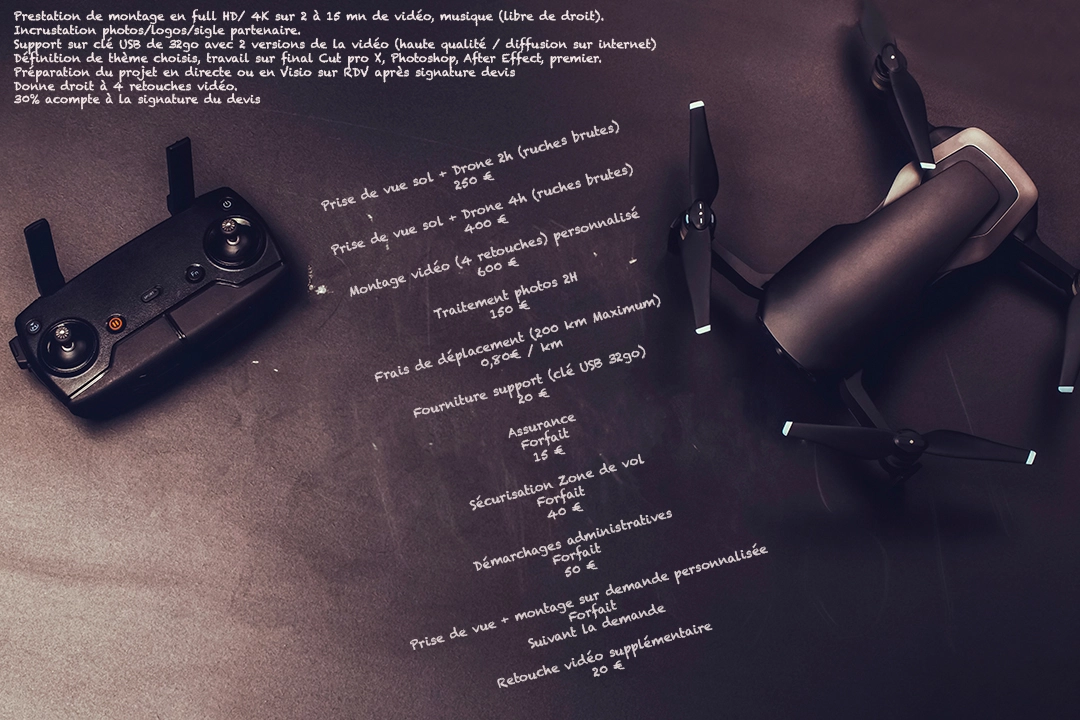 Prestation de montage en full HD/ 4K sur 2 à 15 mn de vidéo, musique (libre de droit).
Incrustation photos/logos/sigle partenaire.
Support sur clé USB de 32go avec 2 versions de la vidéo (haute qualité / diffusion sur internet)
Définition de thème choisis, travail sur final Cut pro X, Photoshop, After Effect, premier.
Préparation du projet en directe ou en Visio sur RDV après signature devis
Donne droit à 4 retouches vidéo.
30% acompte à la signature du devis
Prise de vue sol + Drone 2h (ruches brutes)
250 €
Prise de vue sol + Drone 4h (ruches brutes)
400 €
Montage vidéo (4 retouches) personnalisé
600 €
Traitement photos 2H
150 €
Frais de déplacement (200 km Maximum)
0,80€ / km
Fourniture support (clé USB 32go)
20 €
Assurance
Forfait
15 €
Sécurisation Zone de vol
Forfait
40 €
Démarchages administratives
Forfait
50 €
Prise de vue + montage sur demande personnalisée
Forfait
Suivant la demande
Retouche vidéo supplémentaire
20 €